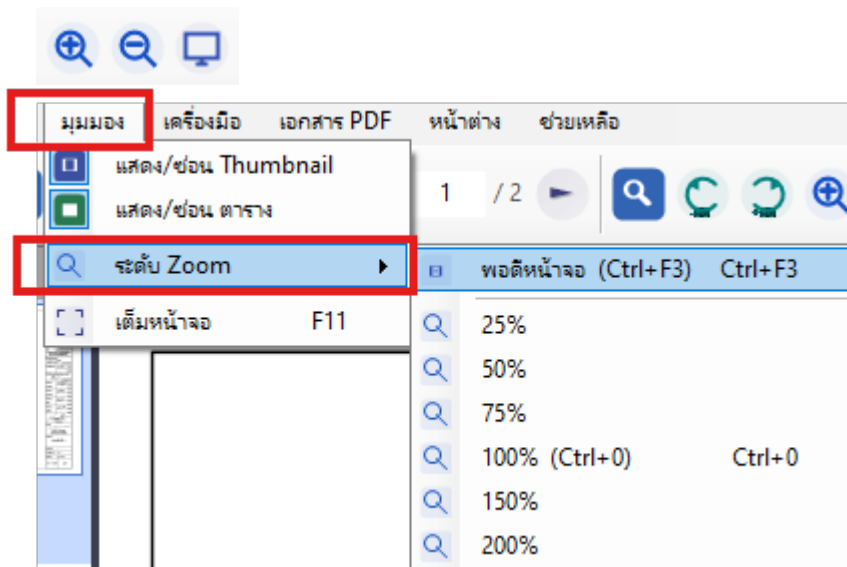 มุมมอง เครื่องมือ เอกสาร PDF หน้าต่าง ช่วยเหลือ
แสดง/ซ่อน Thumbnail
1 / 2
แสดง/ซ่อน ตาราง
ระดับ Zoom
พอดีหน้าจอ (Ctrl+F3) Ctrl+F3
เต็มหน้าจอ F11
25%
50%
75%
100% (Ctrl+0) Ctrl+0
150%
200%